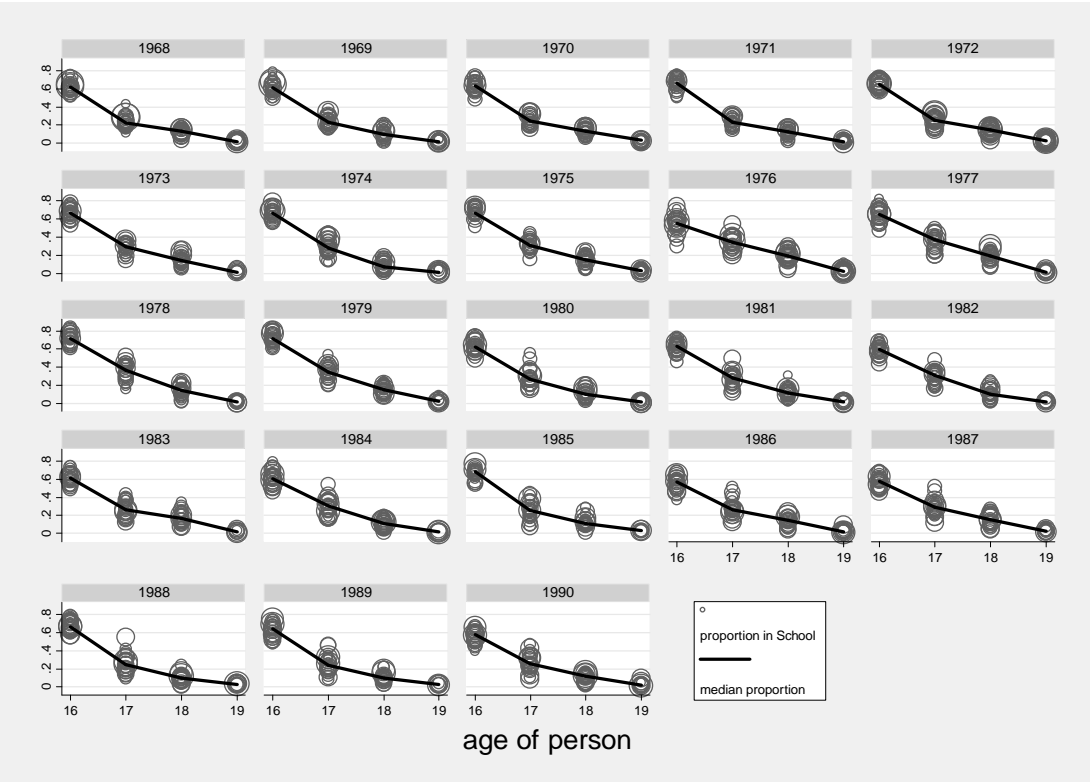 1968 1969 1970 1971 1972
.8
.6
.4
.2
0
1973 1974 1975 1976 1977
.8
.6
.4
.2
0
1978 1979 1980 1981 1982
.8
.6
.4
.2
0
1983 1984 1985 1986 1987
.8
.6
.4
.2
0
16 17 18 19 16 17 18 19
1988 1989 1990
.8
.6
.4
.2
0
16 17 18 19 16 17 18 19 16 17 18 19
proportion in School
median proportion
age of person